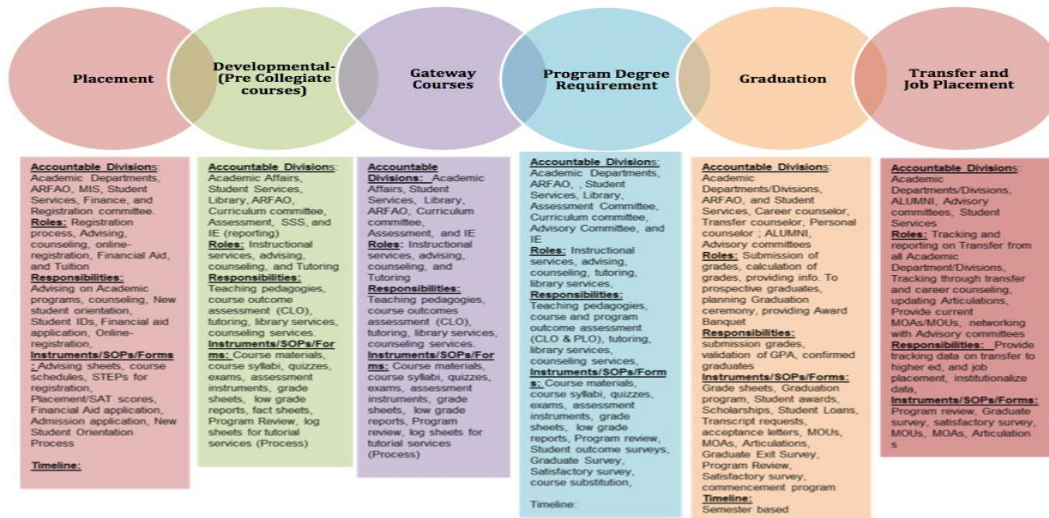 Placement
Developmental-
(Pre Collegiate
courses)
Gateway
Courses
Program Degree
Requirement
Graduation
Transfer and
Job Placement
Accountable Divisions:
Academic Departments,
ARFAO, MIS, Student
Services, Finance, and
Registration committee.
Roles: Registration
process, Advising,
counseling, online-
registration, Financial Aid,
and Tuition
Responsibilities:
Advising on Academic
programs, counseling, New
student orientation,
Student IDs, Financial aid
application, Online-
registration,
Instruments/SOPs/Forms
: Advising sheets, course
schedules, STEPs for
registration,
Placement/SAT scores,
Financial Aid application,
Admission application, New
Student Orientation
Process
Timeline:
Accountable Divisions:
Academic Affairs,
Student Services,
Library, ARFAO,
Curriculum committee,
Assessment, SSS, and
IE (reporting)
Roles: Instructional
services, advising,
counseling, and Tutoring
Responsibilities:
Teaching pedagogies,
course outcome
assessment (CLO),
tutoring, library services,
counseling services.
Instruments/SOPs/For
ms: Course materials,
course syllabi, quizzes,
exams, assessment
instruments, grade
sheets, low grade
reports, fact sheets,
Program Review, log
sheets for tutorial
services (Process)
Accountable
Divisions: Academic
Affairs, Student
Services, Library,
ARFAO, Curriculum
committee,
Assessment, and IE
Roles: Instructional
services, advising,
counseling, and
Tutoring
Responsibilities:
Teaching pedagogies,
course outcomes
assessment (CLO),
tutoring, library services,
counseling services.
Instruments/SOPs/For
ms: Course materials,
course syllabi, quizzes,
exams, assessment
instruments, grade
sheets, low grade
reports, Program
review, log sheets for
tutorial services
(Process)
Accountable Divisions:
Academic Departments,
ARFAO, , Student
Services, Library,
Assessment Committee,
Curriculum committee,
Advisory Committee, and
IE
Roles: Instructional
services, advising,
counseling, tutoring,
library services,
Responsibilities:
Teaching pedagogies,
course and program
outcome assessment
(CLO & PLO), tutoring,
library services,
counseling services,
Instruments/SOPs/Form
s: Course materials,
course syllabi, quizzes,
exams, assessment
instruments, grade
sheets, low grade
reports, Program review,
Student outcome surveys,
Graduate Survey,
Satisfactory survey,
course substitution,
Timeline:
Accountable Divisions:
Academic
Departments/Divisions,
ARFAO, and Student
Services, Career counselor,
Transfer counselor, Personal
counselor ; ALUMNI,
Advisory committees
Roles: Submission of
grades, calculation of
grades, providing info. To
prospective graduates,
planning Graduation
ceremony, providing Award
Banquet
Responsibilities:
submission grades,
validation of GPA, confirmed
graduates
Instruments/SOPs/Forms:
Grade sheets, Graduation
program, Student awards,
Scholarships, Student Loans,
Transcript requests,
acceptance letters, MOUs,
MOAs, Articulations,
Graduate Exit Survey,
Program Review,
Satisfactory survey,
commencement program
Timeline:
Semester based
Accountable Divisions:
Academic
Departments/Divisions,
ALUMNI, Advisory
committees, Student
Services
Roles: Tracking and
reporting on Transfer from
all Academic
Department/Divisions,
Tracking through transfer
and career counseling,
updating Articulations,
Provide current
MOAs/MOUs, networking
with Advisory committees
Responsibilities: Provide
tracking data on transfer to
higher ed, and job
placement, institutionalize
data,
Instruments/SOPs/Forms:
Program review, Graduate
survey, satisfactory survey,
MOUs, MOAs, Articulation
s